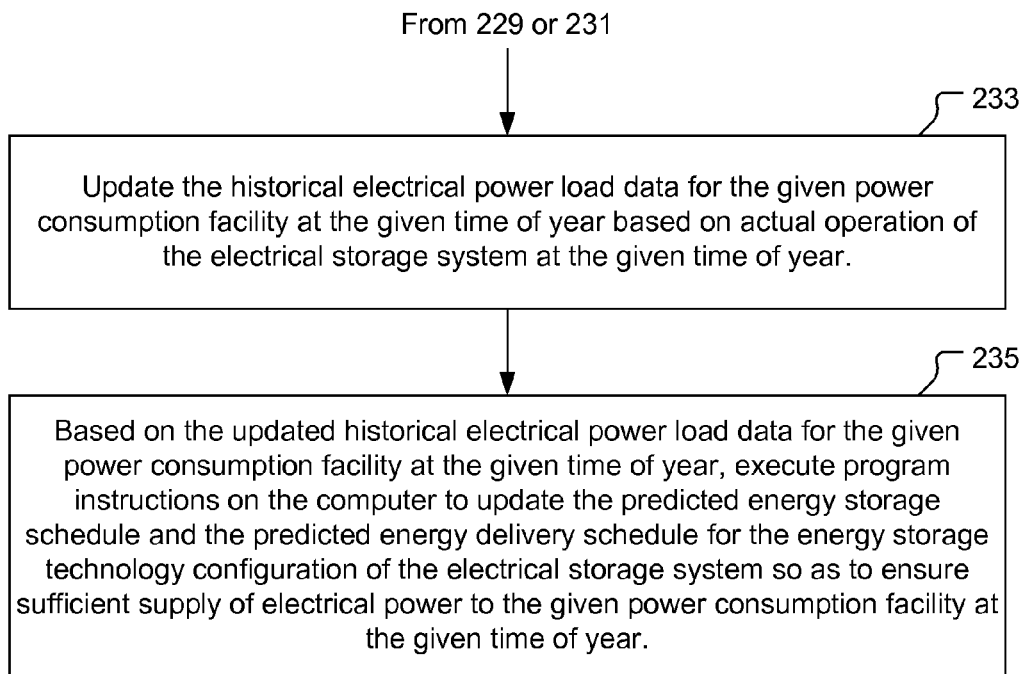 From 229 or 231
233
Update the historical electrical power load data for the given power
consumption facility at the given time of year based on actual operation of
the electrical storage system at the given time of year.
235
Based on the updated historical electrical power load data for the given
power consumption facility at the given time of year, execute program
instructions on the computer to update the predicted energy storage
schedule and the predicted energy delivery schedule for the energy storage
technology configuration of the electrical storage system so as to ensure
sufficient supply of electrical power to the given power consumption facility at
the given time of year.